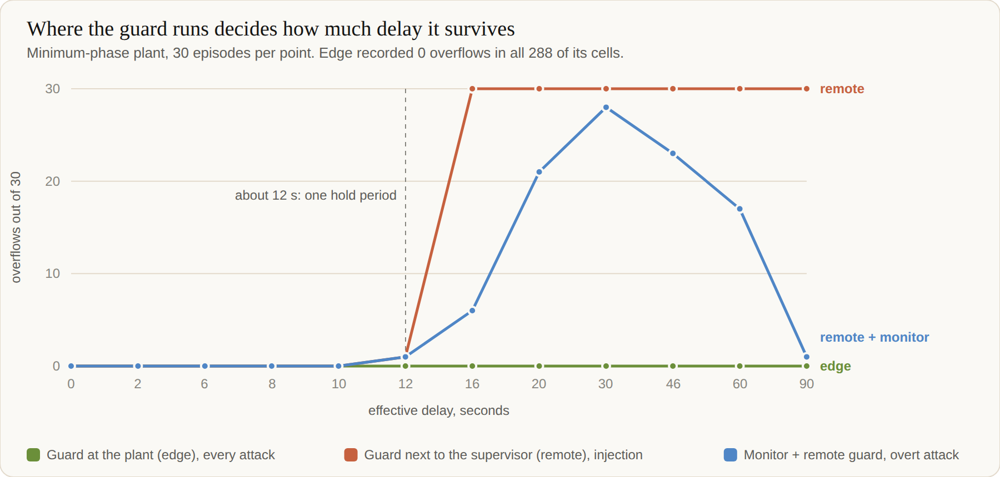 Where the guard runs decides how much delay it survives
Minimum-phase plant, 30 episodes per point. Edge recorded 0 overflows in all 288 of its cells.
30
20
10
0
overflows out of 30
about 12 s: one hold period
remote
remote + monitor
edge
0 2 6 8 10 12 16 20 30 46 60 90
effective delay, seconds
Guard at the plant (edge), every attack
Guard next to the supervisor (remote), injection
Monitor + remote guard, overt attack